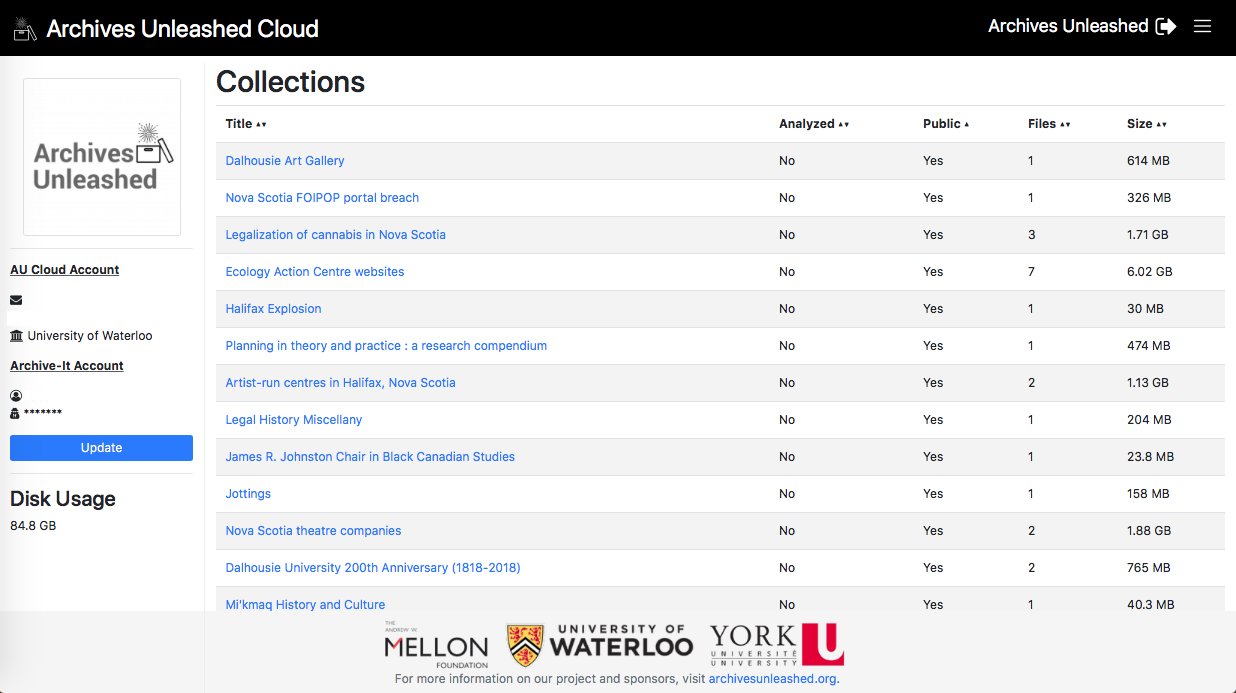 Archives Unleashed Cloud
Archives Unleashed
Archives
Unleashed
AU Cloud Account
University of Waterloo
Archive-It Account
*******
Update
Disk Usage
84.8 GB
Collections
Title Analyzed Public Files Size
Dalhousie Art Gallery No Yes 1 614 MB
Nova Scotia FOIPOP portal breach No Yes 1 326 MB
Legalization of cannabis in Nova Scotia No Yes 3 1.71 GB
Ecology Action Centre websites No Yes 7 6.02 GB
Halifax Explosion No Yes 1 30 MB
Planning in theory and practice : a research compendium No Yes 1 474 MB
Artist-run centres in Halifax, Nova Scotia No Yes 2 1.13 GB
Legal History Miscellany No Yes 1 204 MB
James R. Johnston Chair in Black Canadian Studies No Yes 1 23.8 MB
Jottings No Yes 1 158 MB
Nova Scotia theatre companies No Yes 2 1.88 GB
Dalhousie University 200th Anniversary (1818-2018) No Yes 2 765 MB
Mi'kmaq History and Culture No Yes 1 40.3 MB
THE
ANDREW W.
MELLON
FOUNDATION
UNIVERSITY OF
WATERLOO
YORK U
UNIVERSITÉ
UNIVERSITY
For more information on our project and sponsors, visit archivesunleashed.org.